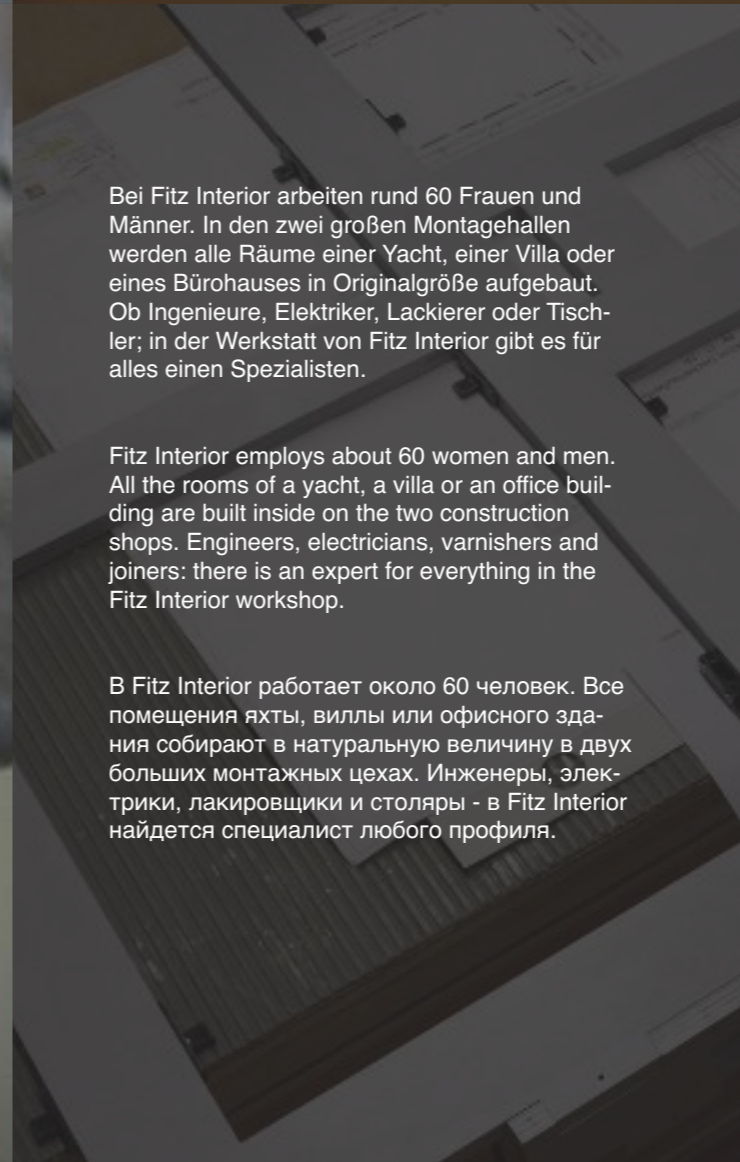 Bei Fitz Interior arbeiten rund 60 Frauen und
Männer. In den zwei großen Montagehallen
werden alle Räume einer Yacht, einer Villa oder
eines Bürohauses in Originalgröße aufgebaut.
Ob Ingenieure, Elektriker, Lackierer oder Tisch-
ler; in der Werkstatt von Fitz Interior gibt es für
alles einen Spezialisten.
Fitz Interior employs about 60 women and men.
All the rooms of a yacht, a villa or an office buil-
ding are built inside on the two construction
shops. Engineers, electricians, varnishers and
joiners: there is an expert for everything in the
Fitz Interior workshop.
В Fitz Interior работает около 60 человек. Все
помещения яхты, виллы или офисного зда-
ния собирают в натуральную величину в двух
больших монтажных цехах. Инженеры, элек-
трики, лакировщики и столяры - в Fitz Interior
найдется специалист любого профиля.